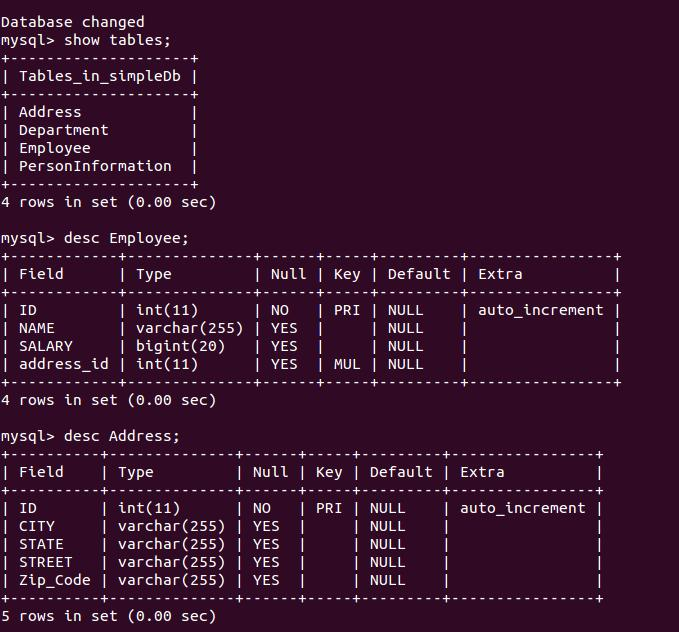 Database changed
mysql> show tables;
+--------------------+
| Tables_in_simpleDb |
+--------------------+
| Address            |
| Department         |
| Employee           |
| PersonInformation  |
+--------------------+
4 rows in set (0.00 sec)

mysql> desc Employee;
+------------+--------------+------+-----+---------+----------------+
| Field      | Type         | Null | Key | Default | Extra          |
+------------+--------------+------+-----+---------+----------------+
| ID         | int(11)      | NO   | PRI | NULL    | auto_increment |
| NAME       | varchar(255) | YES  |     | NULL    |                |
| SALARY     | bigint(20)   | YES  |     | NULL    |                |
| address_id | int(11)      | YES  | MUL | NULL    |                |
+------------+--------------+------+-----+---------+----------------+
4 rows in set (0.00 sec)

mysql> desc Address;
+----------+--------------+------+-----+---------+----------------+
| Field    | Type         | Null | Key | Default | Extra          |
+----------+--------------+------+-----+---------+----------------+
| ID       | int(11)      | NO   | PRI | NULL    | auto_increment |
| CITY     | varchar(255) | YES  |     | NULL    |                |
| STATE    | varchar(255) | YES  |     | NULL    |                |
| STREET   | varchar(255) | YES  |     | NULL    |                |
| Zip_Code | varchar(255) | YES  |     | NULL    |                |
+----------+--------------+------+-----+---------+----------------+
5 rows in set (0.00 sec)